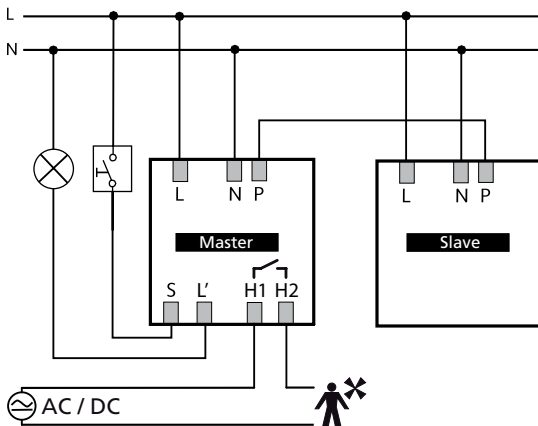 L
N
L N P
L N P
Master
Slave
S L' H1 H2
AC / DC